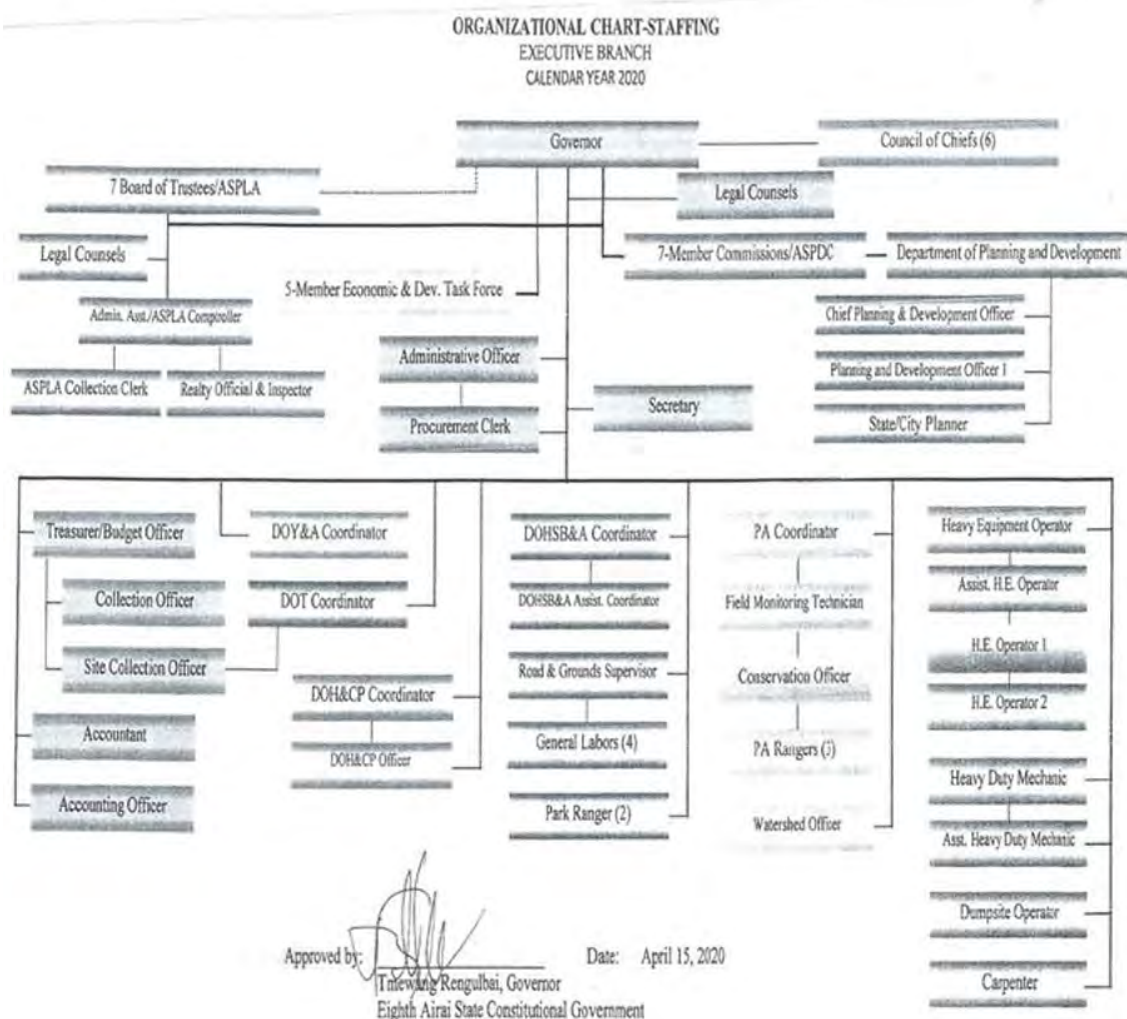 ORGANIZATIONAL CHART-STAFFING
EXECUTIVE BRANCH
CALENDAR YEAR 2020
Governor
Council of Chiefs (6)
7 Board of Trustees/ASPLA
Legal Counsels
Legal Counsels
7-Member Commissions/ASPDC
Department of Planning and Development
5-Member Economic & Dev. Task Force
Admin. Asst./ASPLA Comptroller
Chief Planning & Development Officer
Administrative Officer
Planning and Development Officer 1
ASPLA Collection Clerk
Realty Official & Inspector
Secretary
Procurement Clerk
State/City Planner
Treasurer/Budget Officer
DOY&A Coordinator
DOHSB&A Coordinator
PA Coordinator
Heavy Equipment Operator
Collection Officer
DOT Coordinator
DOHSB&A Assist. Coordinator
Field Monitoring Technician
Assist. H.E. Operator
Site Collection Officer
Road & Grounds Supervisor
Conservation Officer
H.E. Operator 1
DOH&CP Coordinator
H.E. Operator 2
Accountant
General Labors (4)
PA Rangers (3)
DOH&CP Officer
Heavy Duty Mechanic
Accounting Officer
Park Ranger (2)
Watershed Officer
Asst. Heavy Duty Mechanic
Dumpsite Operator
Carpenter
Approved by:
Date: April 15, 2020
Tmewang Rengulbai, Governor
Eighth Airai State Constitutional Government